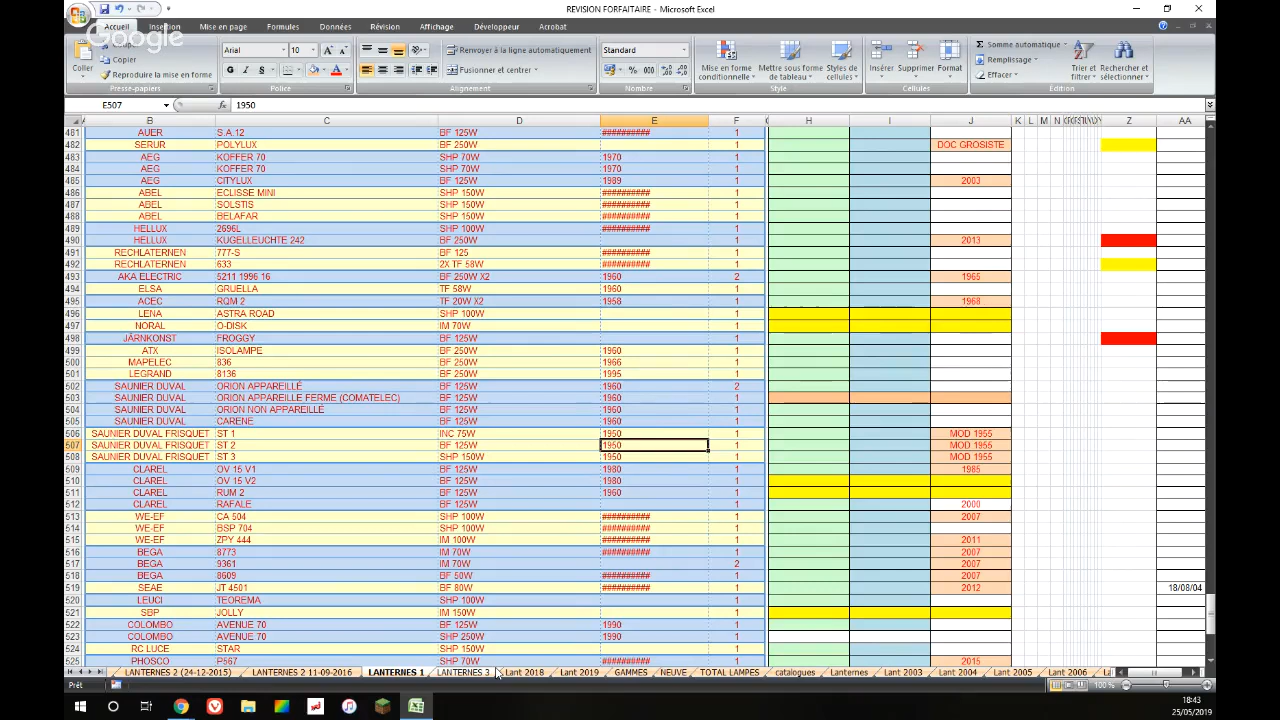 REVISION FORFAITAIRE - Microsoft Excel
Accueil Insertion Mise en page Formules Données Révision Affichage Développeur Acrobat
Google
Coller Copier Reproduire la mise en forme Presse-papiers
Arial 10 G I S Police
Renvoyer à la ligne automatiquement Fusionner et centrer Alignement
Standard % 000 Nombre
Mise en forme conditionnelle Mettre sous forme de tableau Styles de cellules Style
Insérer Supprimer Format Cellules
Somme automatique Remplissage Effacer Trier et filtrer Rechercher et sélectionner Édition
E507 fx 1950
B C D E F H I J K L M N Z AA
481 AUER S.A.12 BF 125W ########## 1
482 SERUR POLYLUX BF 250W 1 DOC GROSISTE
483 AEG KOFFER 70 SHP 70W 1970 1
484 AEG KOFFER 70 SHP 70W 1970 1
485 AEG CITYLUX BF 125W 1989 1 2003
486 ABEL ECLISSE MINI SHP 150W ########## 1
487 ABEL SOLSTIS SHP 150W ########## 1
488 ABEL BELAFAR SHP 150W ########## 1
489 HELLUX 2696L SHP 100W ########## 1
490 HELLUX KUGELLEUCHTE 242 BF 250W 1 2013
491 RECHLATERNEN 777-S BF 125 ########## 1
492 RECHLATERNEN 633 2X TF 58W ########## 1
493 AKA ELECTRIC 5211 1996 16 BF 250W X2 1960 2 1965
494 ELSA GRUELLA TF 58W 1960 1
495 ACEC RQM 2 TF 20W X2 1958 1 1968
496 LENA ASTRA ROAD SHP 100W 1
497 NORAL O-DISK IM 70W 1
498 JÄRNKONST FROGGY BF 125W 1
499 ATX ISOLAMPE BF 250W 1960 1
500 MAPELEC 836 BF 250W 1966 1
501 LEGRAND 8136 BF 250W 1995 1
502 SAUNIER DUVAL ORION APPAREILLÉ BF 125W 1960 2
503 SAUNIER DUVAL ORION APPAREILLE FERME (COMATELEC) BF 125W 1960 1
504 SAUNIER DUVAL ORION NON APPAREILLÉ BF 125W 1960 1
505 SAUNIER DUVAL CARENE BF 125W 1960 1
506 SAUNIER DUVAL FRISQUET ST 1 INC 75W 1950 1 MOD 1955
507 SAUNIER DUVAL FRISQUET ST 2 BF 125W 1950 1 MOD 1955
508 SAUNIER DUVAL FRISQUET ST 3 SHP 150W 1950 1 MOD 1955
509 CLAREL OV 15 V1 BF 125W 1980 1 1985
510 CLAREL OV 15 V2 BF 125W 1980 1
511 CLAREL RUM 2 BF 125W 1960 1
512 CLAREL RAFALE BF 125W 1 2000
513 WE-EF CA 504 SHP 100W ########## 1 2007
514 WE-EF BSP 704 SHP 100W ########## 1
515 WE-EF ZPY 444 IM 100W ########## 1 2011
516 BEGA 8773 IM 70W ########## 1 2007
517 BEGA 9361 IM 70W 2 2007
518 BEGA 8609 BF 50W ########## 1 2007
519 SEAE JT 4501 BF 80W ########## 1 2012 18/08/04
520 LEUCI TEOREMA SHP 100W 1
521 SBP JOLLY IM 150W 1
522 COLOMBO AVENUE 70 BF 125W 1990 1
523 COLOMBO AVENUE 70 SHP 250W 1990 1
524 RC LUCE STAR SHP 150W 1
525 PHOSCO P567 SHP 70W ########## 1 2015
LANTERNES 2 (24-12-2015) LANTERNES 2 11-09-2016 LANTERNES 1 LANTERNES 3 nt 2018 Lant 2019 GAMMES NEUVE TOTAL LAMPES catalogues Lanternes Lant 2003 Lant 2004 Lant 2005 Lant 2006
Prêt 100 %
18:43
25/05/2019